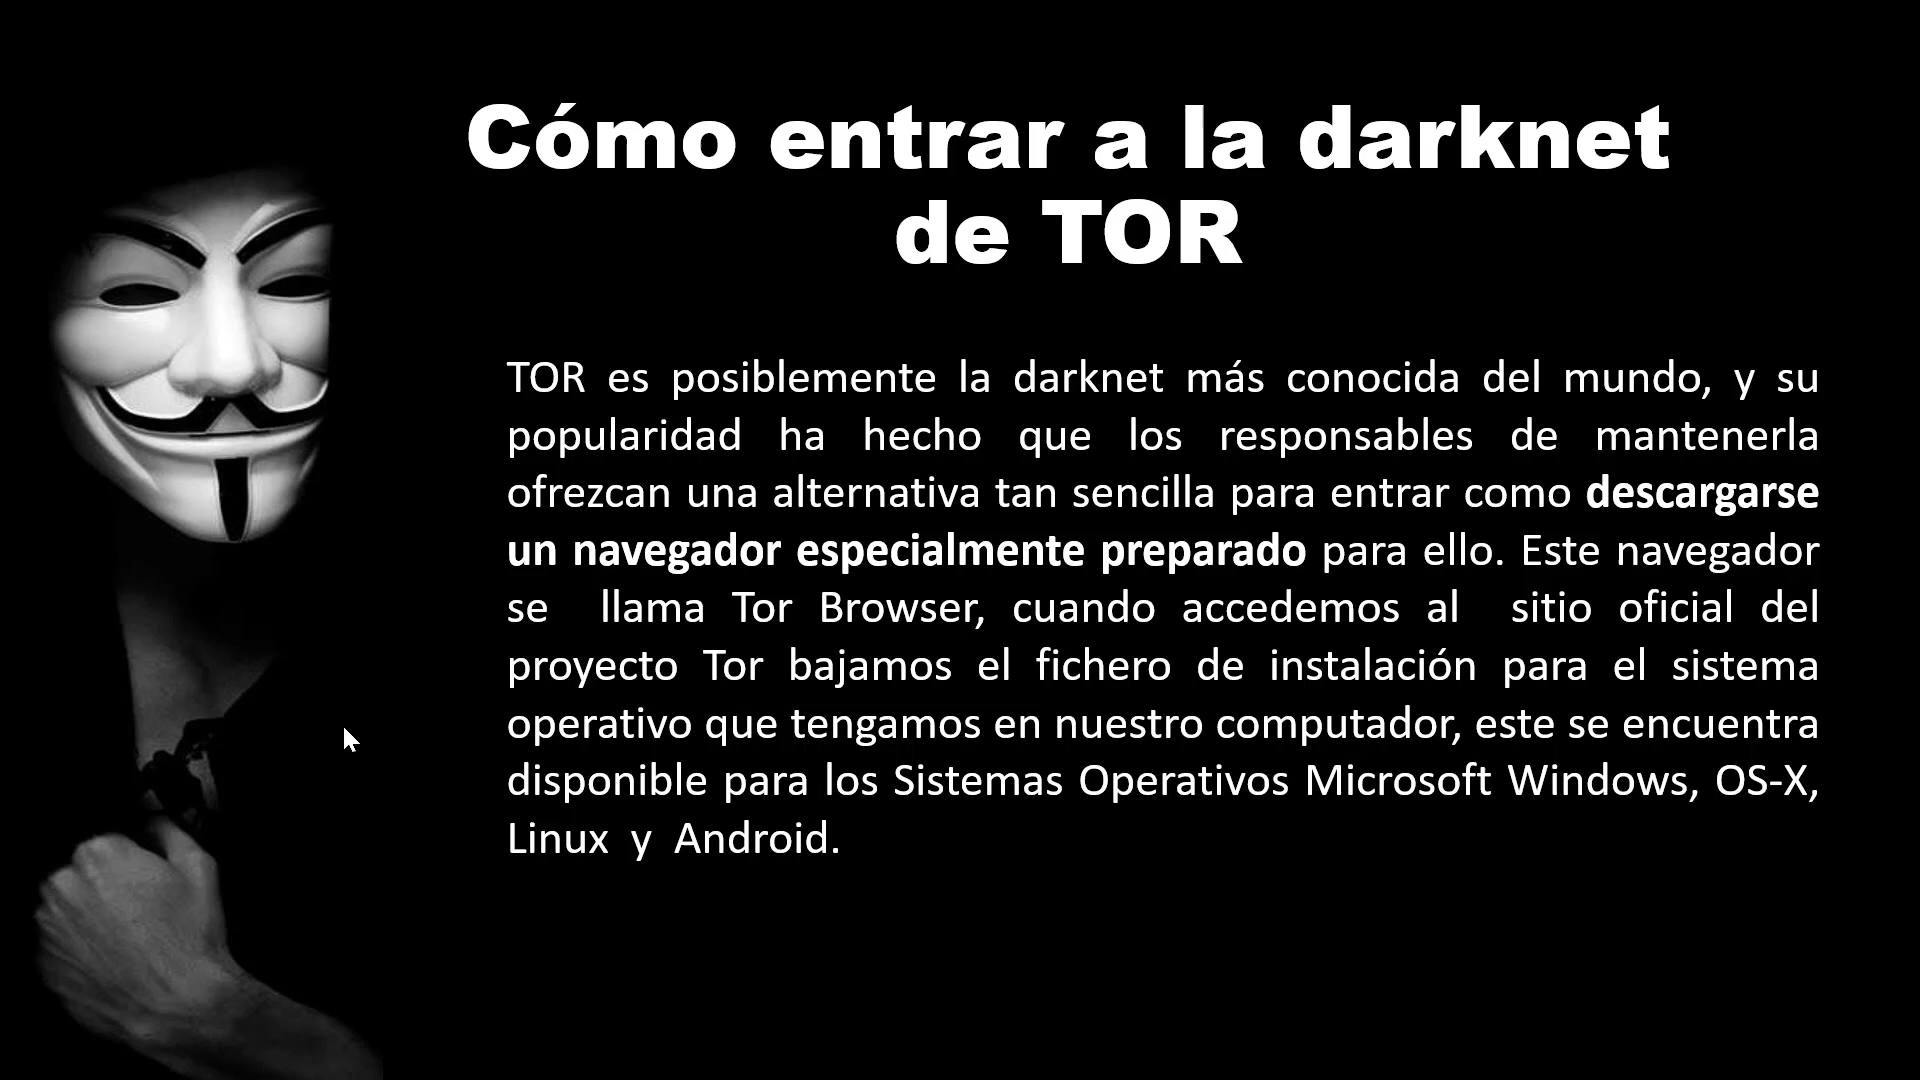 Cómo entrar a la darknet
de TOR
TOR es posiblemente la darknet más conocida del mundo, y su
popularidad ha hecho que los responsables de mantenerla
ofrezcan una alternativa tan sencilla para entrar como descargarse
un navegador especialmente preparado para ello. Este navegador
se llama Tor Browser, cuando accedemos al sitio oficial del
proyecto Tor bajamos el fichero de instalación para el sistema
operativo que tengamos en nuestro computador, este se encuentra
disponible para los Sistemas Operativos Microsoft Windows, OS-X,
Linux y Android.